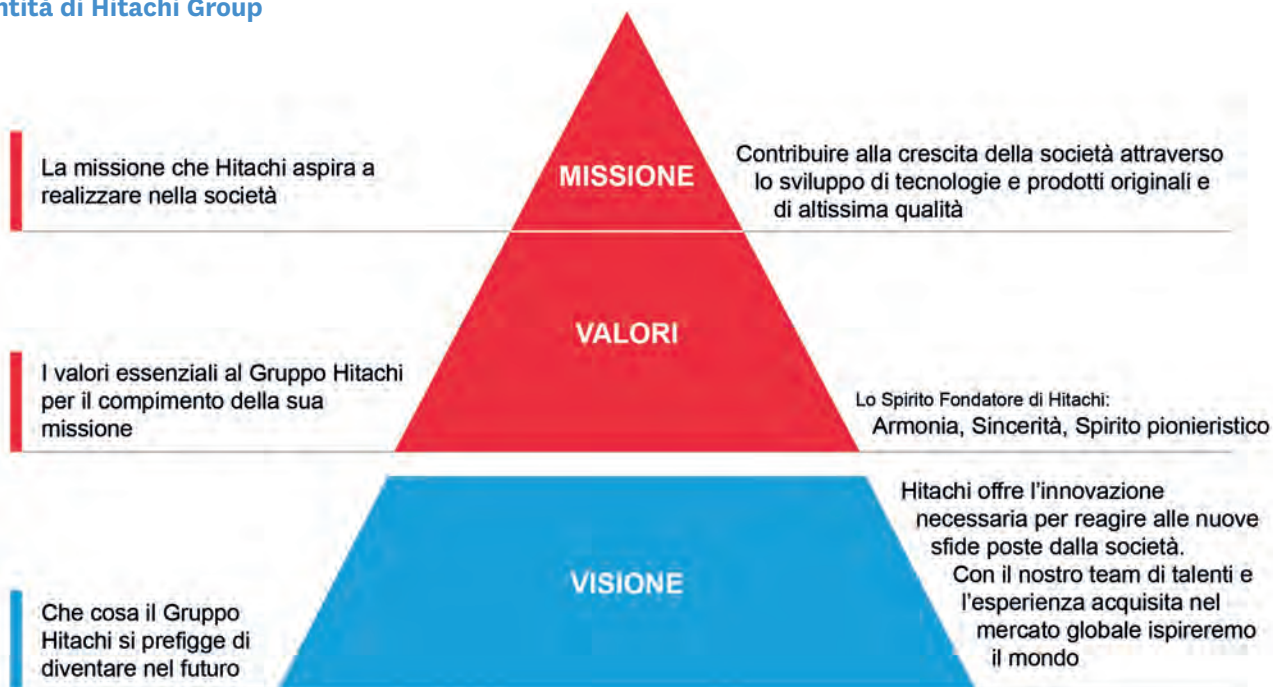 ntità di Hitachi Group
La missione che Hitachi aspira a
realizzare nella società
MISSIONE
Contribuire alla crescita della società attraverso
lo sviluppo di tecnologie e prodotti originali e
di altissima qualità
I valori essenziali al Gruppo Hitachi
per il compimento della sua
missione
VALORI
Lo Spirito Fondatore di Hitachi:
Armonia, Sincerità, Spirito pionieristico
Che cosa il Gruppo
Hitachi si prefigge di
diventare nel futuro
VISIONE
Hitachi offre l'innovazione
necessaria per reagire alle nuove
sfide poste dalla società.
Con il nostro team di talenti e
l'esperienza acquisita nel
mercato globale ispireremo
il mondo